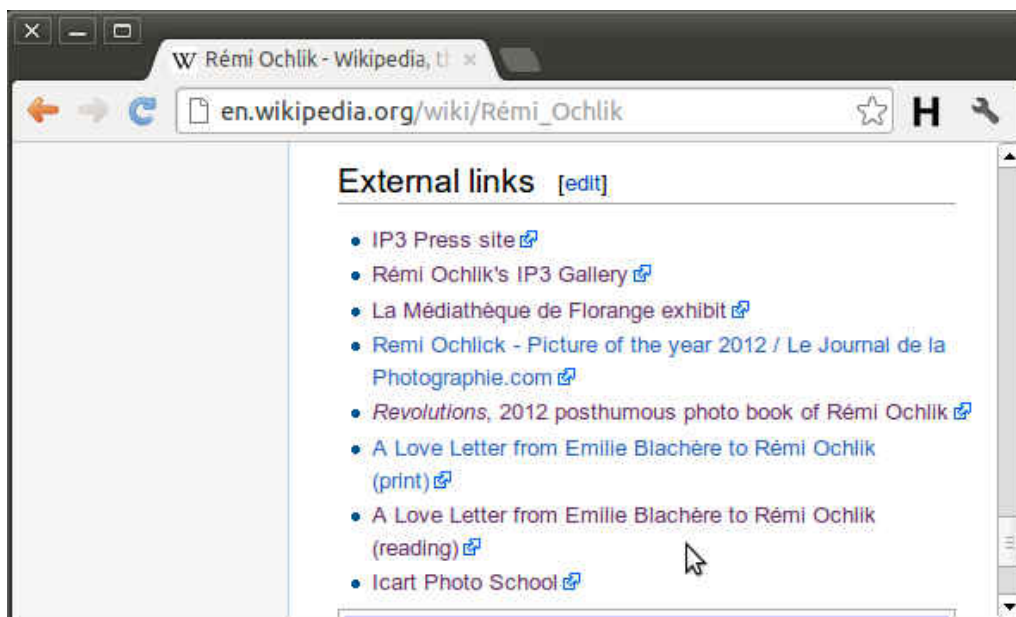 W Rémi Ochlik - Wikipedia, t
en.wikipedia.org/wiki/Rémi_Ochlik
H
External links [edit]
IP3 Press site
Rémi Ochlik's IP3 Gallery
La Médiathèque de Florange exhibit
Remi Ochlick - Picture of the year 2012 / Le Journal de la
Photographie.com
Revolutions, 2012 posthumous photo book of Rémi Ochlik
A Love Letter from Emilie Blachère to Rémi Ochlik
(print)
A Love Letter from Emilie Blachère to Rémi Ochlik
(reading)
Icart Photo School